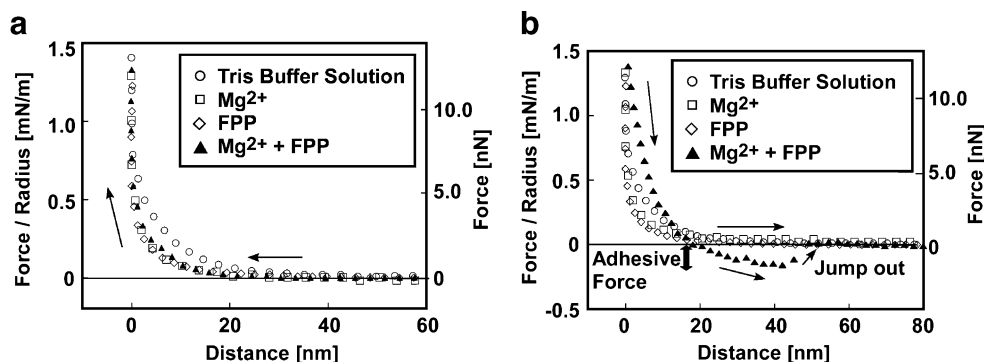 a
1.5
1.0
0.5
0
Force / Radius [mN/m]
Tris Buffer Solution
Mg2+
FPP
Mg2+ + FPP
10.0
5.0
0
Force [nN]
0 20 40 60
Distance [nm]
b
1.5
1.0
0.5
0
-0.5
Force / Radius [mN/m]
Tris Buffer Solution
Mg2+
FPP
Mg2+ + FPP
10.0
5.0
0
Force [nN]
Adhesive
Force
Jump out
0 20 40 60 80
Distance [nm]